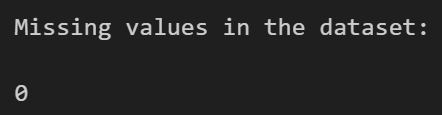 Missing values in the dataset:
0